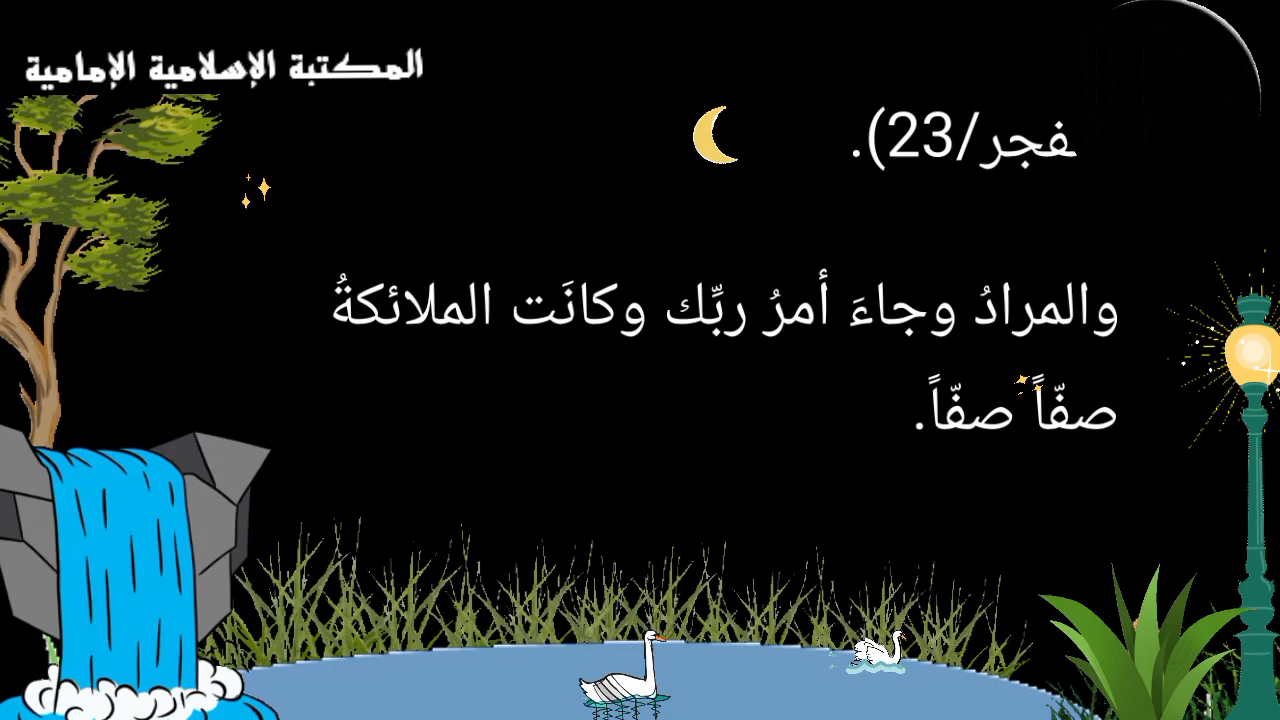 المكتبة الإسلامية الإمامية
فجر/23).
والمرادُ وجاءَ أمرُ ربِّك وكانَت الملائكةُ
صفّاً صفّاً.